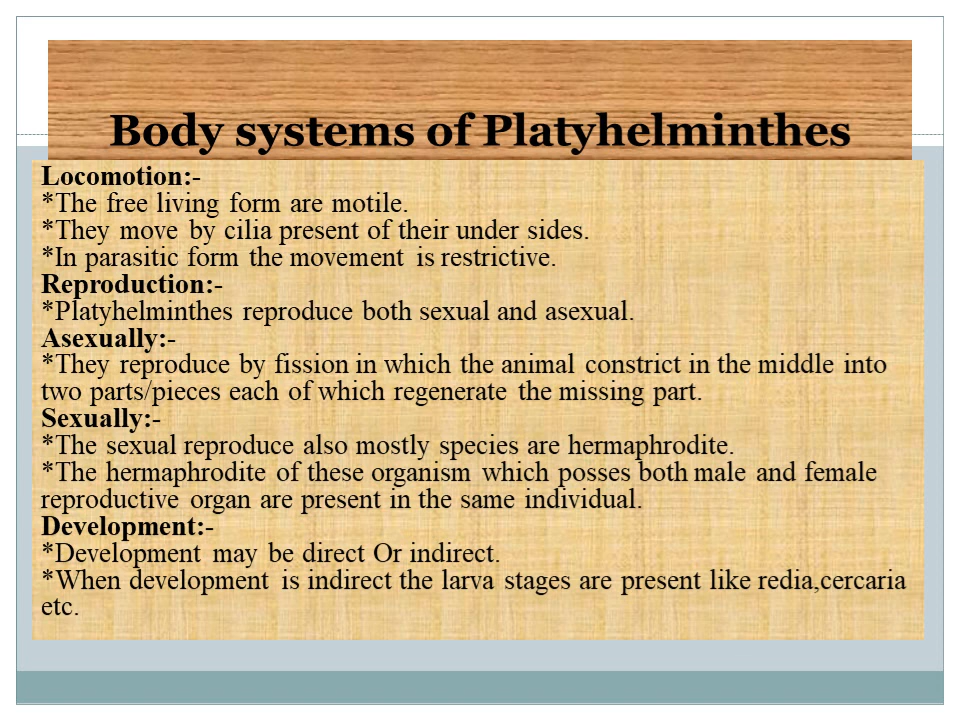 Body systems of Platyhelminthes
Locomotion:-
*The free living form are motile.
*They move by cilia present of their under sides.
*In parasitic form the movement is restrictive.
Reproduction:-
*Platyhelminthes reproduce both sexual and asexual.
Asexually:-
*They reproduce by fission in which the animal constrict in the middle into
two parts/pieces each of which regenerate the missing part.
Sexually:-
*The sexual reproduce also mostly species are hermaphrodite.
*The hermaphrodite of these organism which posses both male and female
reproductive organ are present in the same individual.
Development:-
*Development may be direct Or indirect.
*When development is indirect the larva stages are present like redia,cercaria
etc.